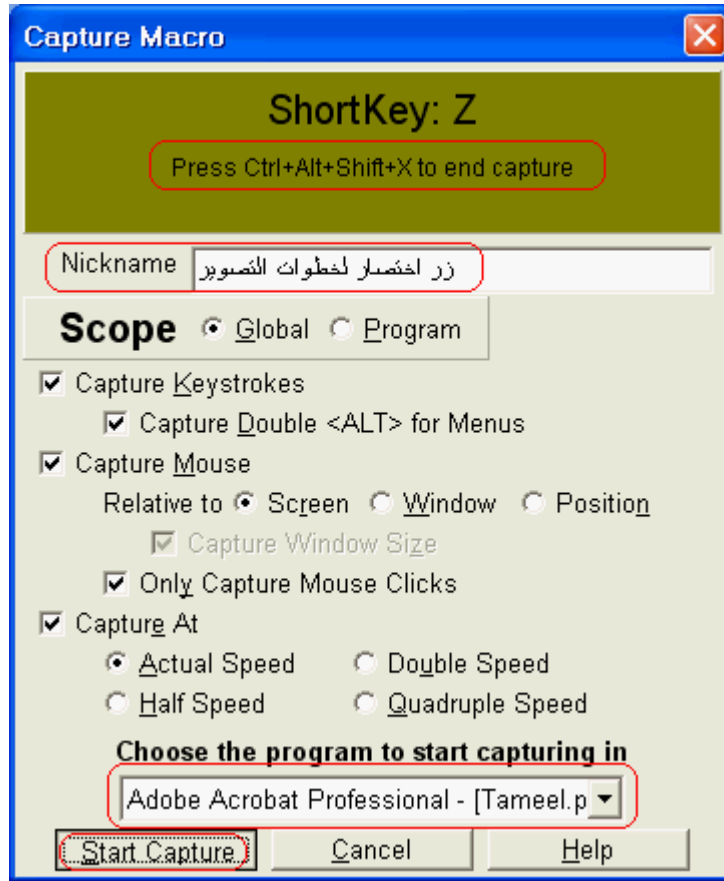 Capture Macro
ShortKey: Z
Press Ctrl+Alt+Shift+X to end capture
Nickname زر اختصار لخطوات التصوير
Scope Global Program
Capture Keystrokes
Capture Double <ALT> for Menus
Capture Mouse
Relative to Screen Window Position
Capture Window Size
Only Capture Mouse Clicks
Capture At
Actual Speed Double Speed
Half Speed Quadruple Speed
Choose the program to start capturing in
Adobe Acrobat Professional - [Tameel.p
Start Capture Cancel Help